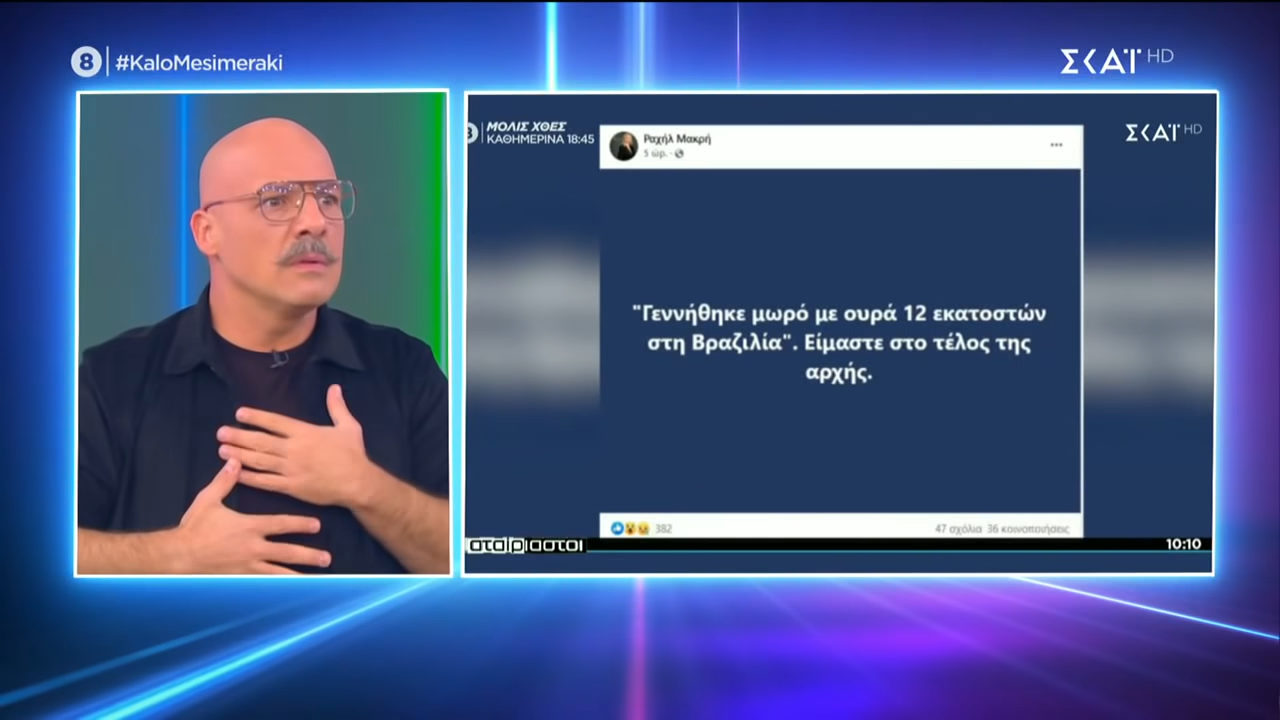 8 #KaloMesimeraki
ΣΚΑΪ HD
ΜΟΛΙΣ ΧΘΕΣ
ΚΑΘΗΜΕΡΙΝΑ 18:45
ΣΚΑΪ HD
Ραχήλ Μακρή
5 ώρ.
"Γεννήθηκε μωρό με ουρά 12 εκατοστών
στη Βραζιλία". Είμαστε στο τέλος της
αρχής.
382
47 σχόλια 36 κοινοποιήσεις
αταίριαστοι
10:10